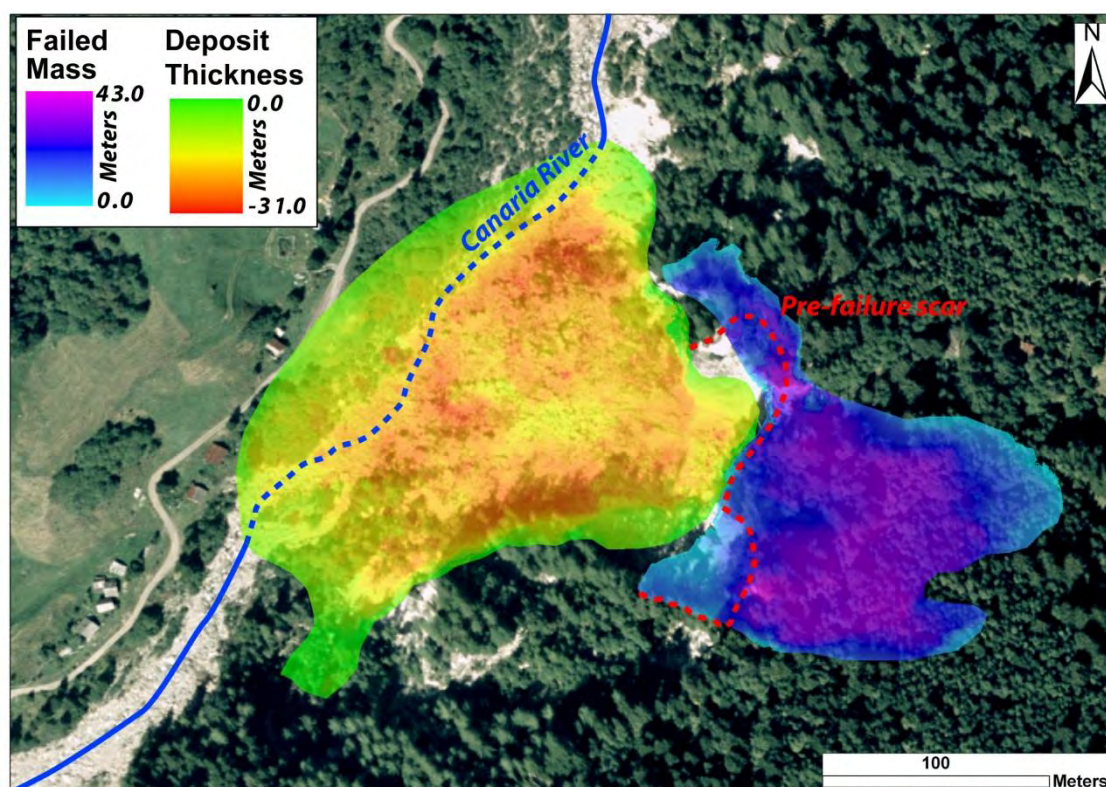 Failed
Mass
43.0
Meters
0.0
Deposit
Thickness
0.0
Meters
-31.0
N
Canaria River
Pre-failure scar
100
Meters